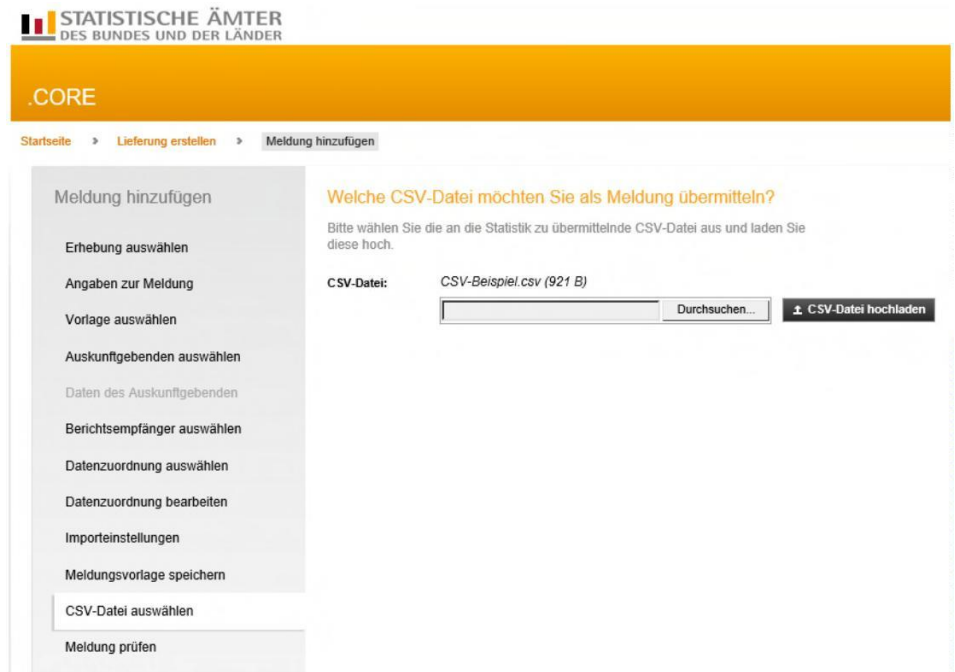 STATISTISCHE ÄMTER
DES BUNDES UND DER LÄNDER
.CORE
Startseite > Lieferung erstellen > Meldung hinzufügen
Meldung hinzufügen
Erhebung auswählen
Angaben zur Meldung
Vorlage auswählen
Auskunftgebenden auswählen
Daten des Auskunftgebenden
Berichtsempfänger auswählen
Datenzuordnung auswählen
Datenzuordnung bearbeiten
Importeinstellungen
Meldungsvorlage speichern
CSV-Datei auswählen
Meldung prüfen
Welche CSV-Datei möchten Sie als Meldung übermitteln?
Bitte wählen Sie die an die Statistik zu übermittelnde CSV-Datei aus und laden Sie
diese hoch.
CSV-Datei: CSV-Beispiel.csv (921 B)
Durchsuchen... CSV-Datei hochladen